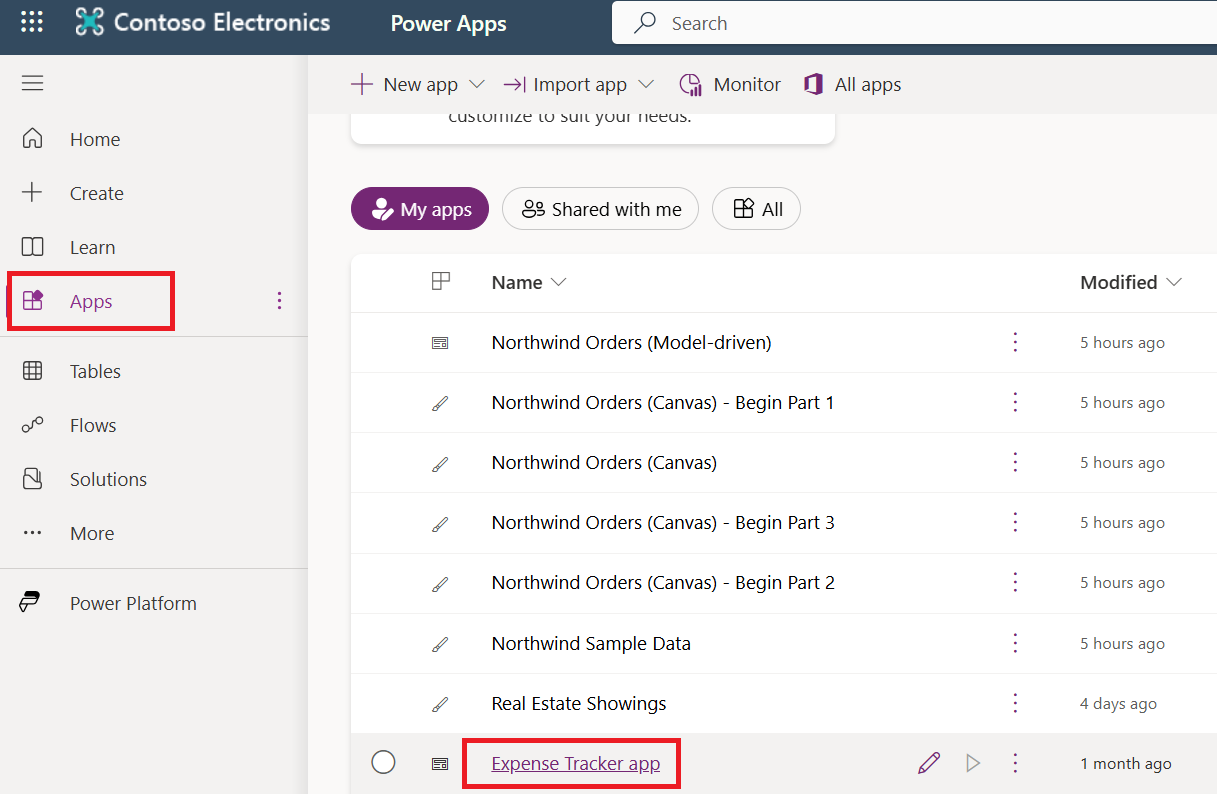 Contoso Electronics
Power Apps
Search
New app
Import app
Monitor
All apps
customize to suit your needs.
Home
Create
Learn
Apps
Tables
Flows
Solutions
More
Power Platform
My apps
Shared with me
All
Name
Modified
Northwind Orders (Model-driven)
5 hours ago
Northwind Orders (Canvas) - Begin Part 1
5 hours ago
Northwind Orders (Canvas)
5 hours ago
Northwind Orders (Canvas) - Begin Part 3
5 hours ago
Northwind Orders (Canvas) - Begin Part 2
5 hours ago
Northwind Sample Data
5 hours ago
Real Estate Showings
4 days ago
Expense Tracker app
1 month ago